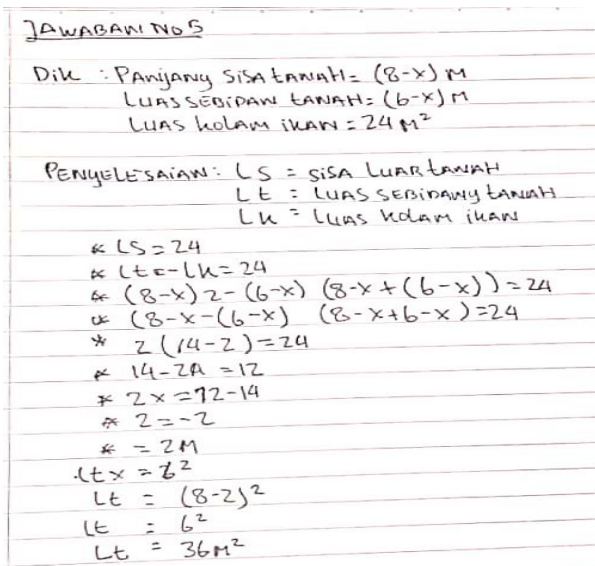 JAWABAN NO 5
Dik : PANJANG SISA TANAH = (8-x) M
LUAS SEBIDAN TANAH = (6-x) M
LUAS KOLAM IKAN = 24 M²
PENYELESAIAN: LS = SISA LUAR TANAH
Lt = LUAS SEBIDANG TANAH
LK = LUAS KOLAM IKAN
* LS = 24
* Lt = - LK = 24
* (8-x) 2 - (6-x) (8-x + (6-x)) = 24
* (8-x-(6-x) (8-x+6-x) = 24
* 2 (14-2) = 24
* 14-2A = 12
* 2x = 12-14
* 2 = -2
* = 2M
Ltx = 6²
Lt = (8-2)²
Lt = 6²
Lt = 36 M²